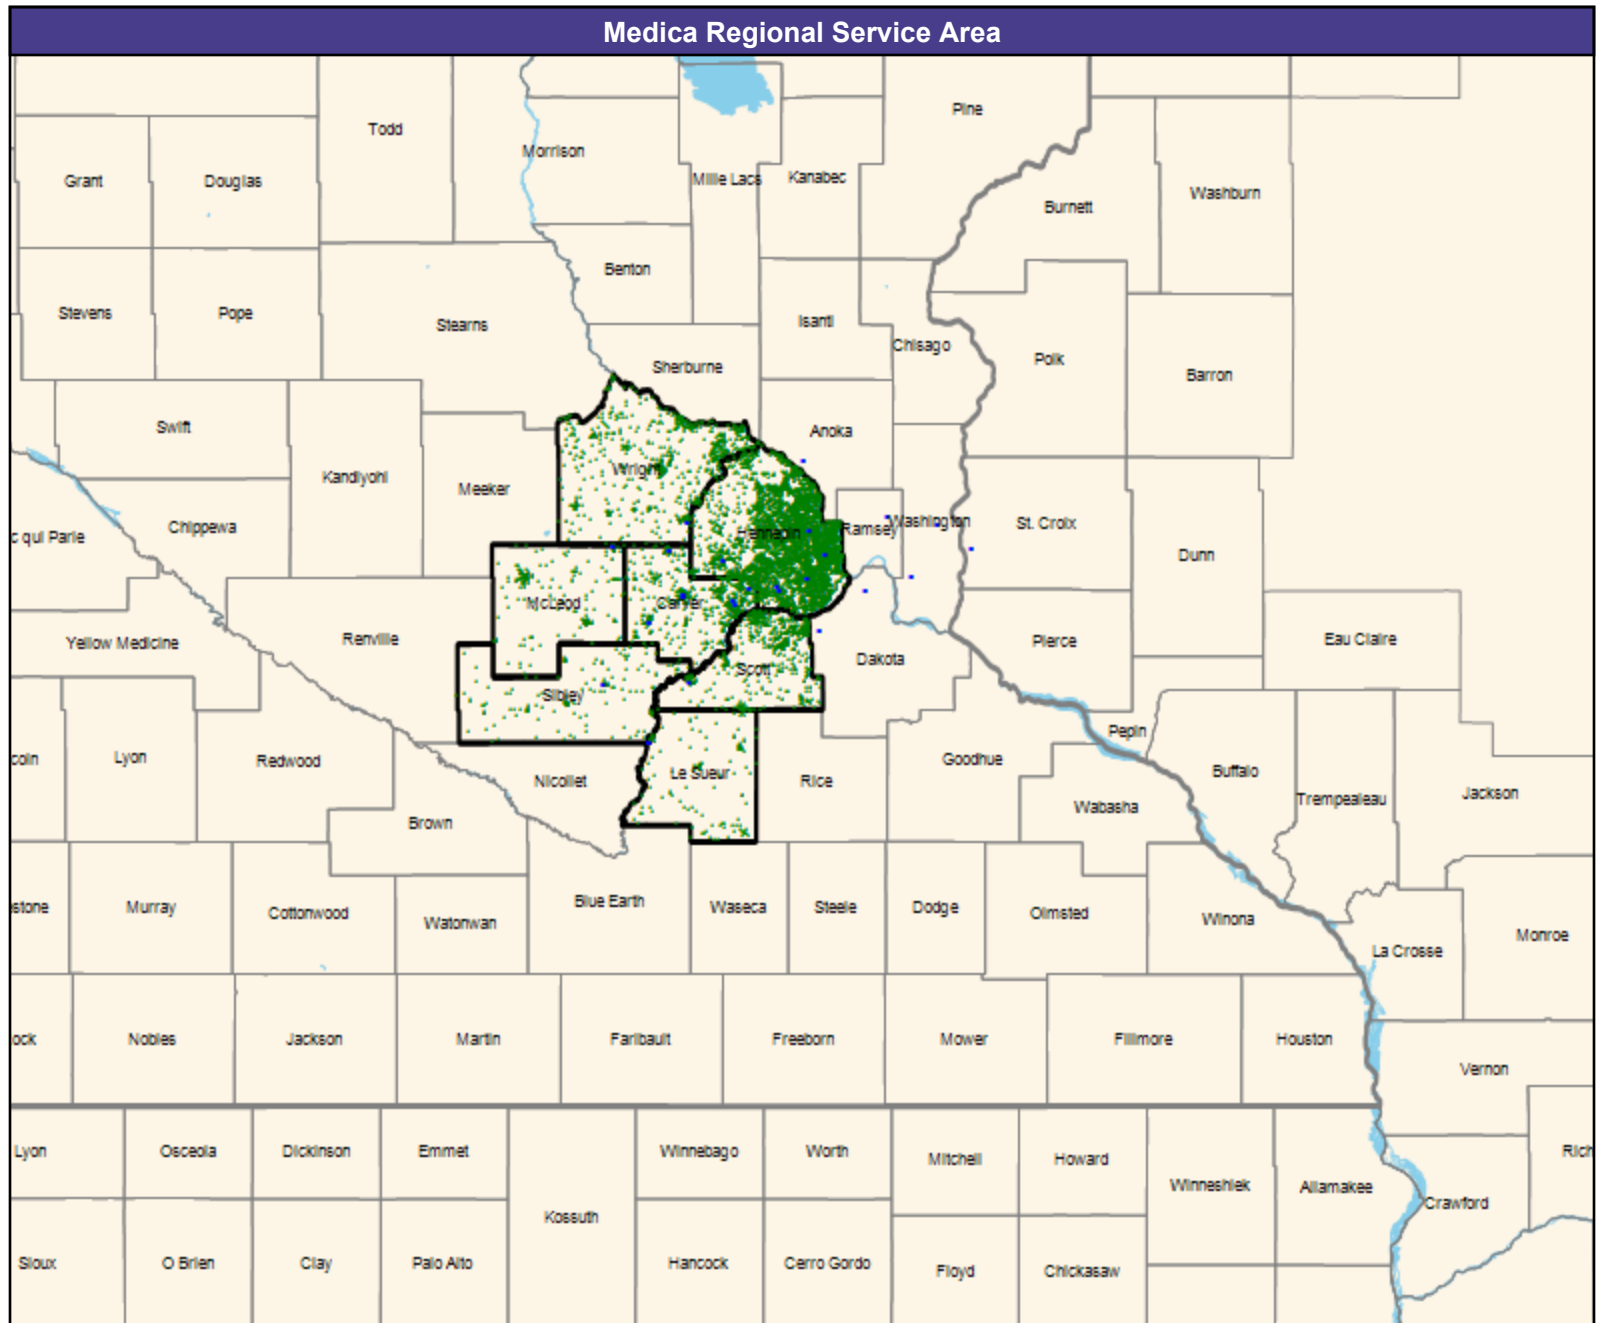 Medica Regional Service Area
Pine
Todd
Morrison
Mille Lacs
Kanabec
Grant
Douglas
Washburn
Burnett
Benton
Stevens
Pope
Stearns
Isanti
Chisago
Polk
Sherburne
Barron
Swift
Anoka
Wright
Kandiyohi
Meeker
Chippewa
c qui Parle
Hennepin
Ramsey
Washington
St. Croix
Dunn
McLeod
Carver
Yellow Medicine
Renville
Pierce
Eau Claire
Dakota
Scott
Sibley
Pepin
coln
Lyon
Redwood
Nicollet
Le Sueur
Rice
Goodhue
Buffalo
Trempealeau
Jackson
Wabasha
Brown
stone
Murray
Cottonwood
Watonwan
Blue Earth
Waseca
Steele
Dodge
Olmsted
Winona
La Crosse
Monroe
ock
Nobles
Jackson
Martin
Faribault
Freeborn
Mower
Fillmore
Houston
Vernon
Lyon
Osceola
Dickinson
Emmet
Winnebago
Worth
Mitchell
Howard
Winneshiek
Allamakee
Crawford
Rich
Kossuth
Sioux
O Brien
Clay
Palo Alto
Hancock
Cerro Gordo
Floyd
Chickasaw